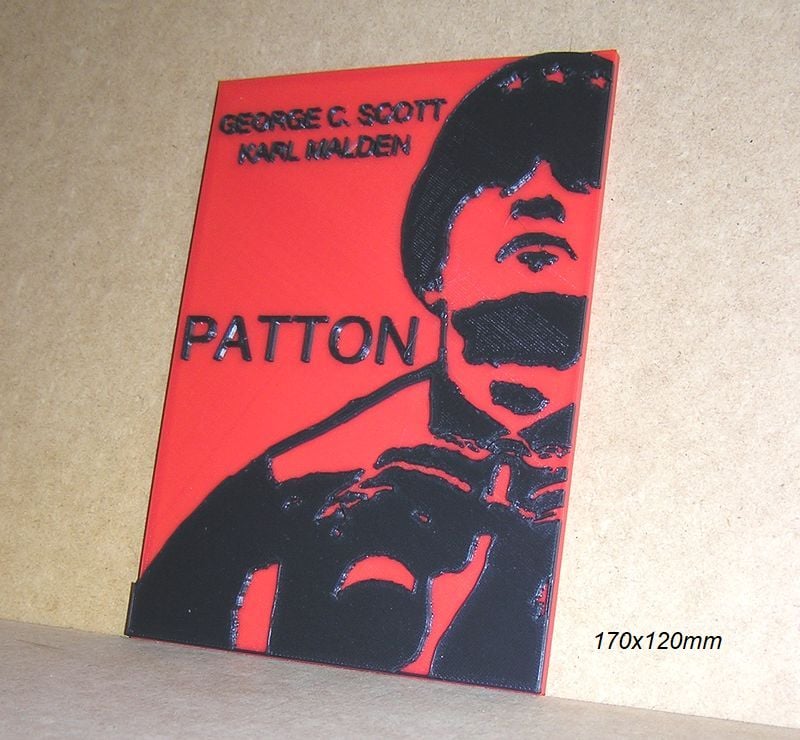 GEORGE C. SCOTT
KARL MALDEN
PATTON
170x120mm